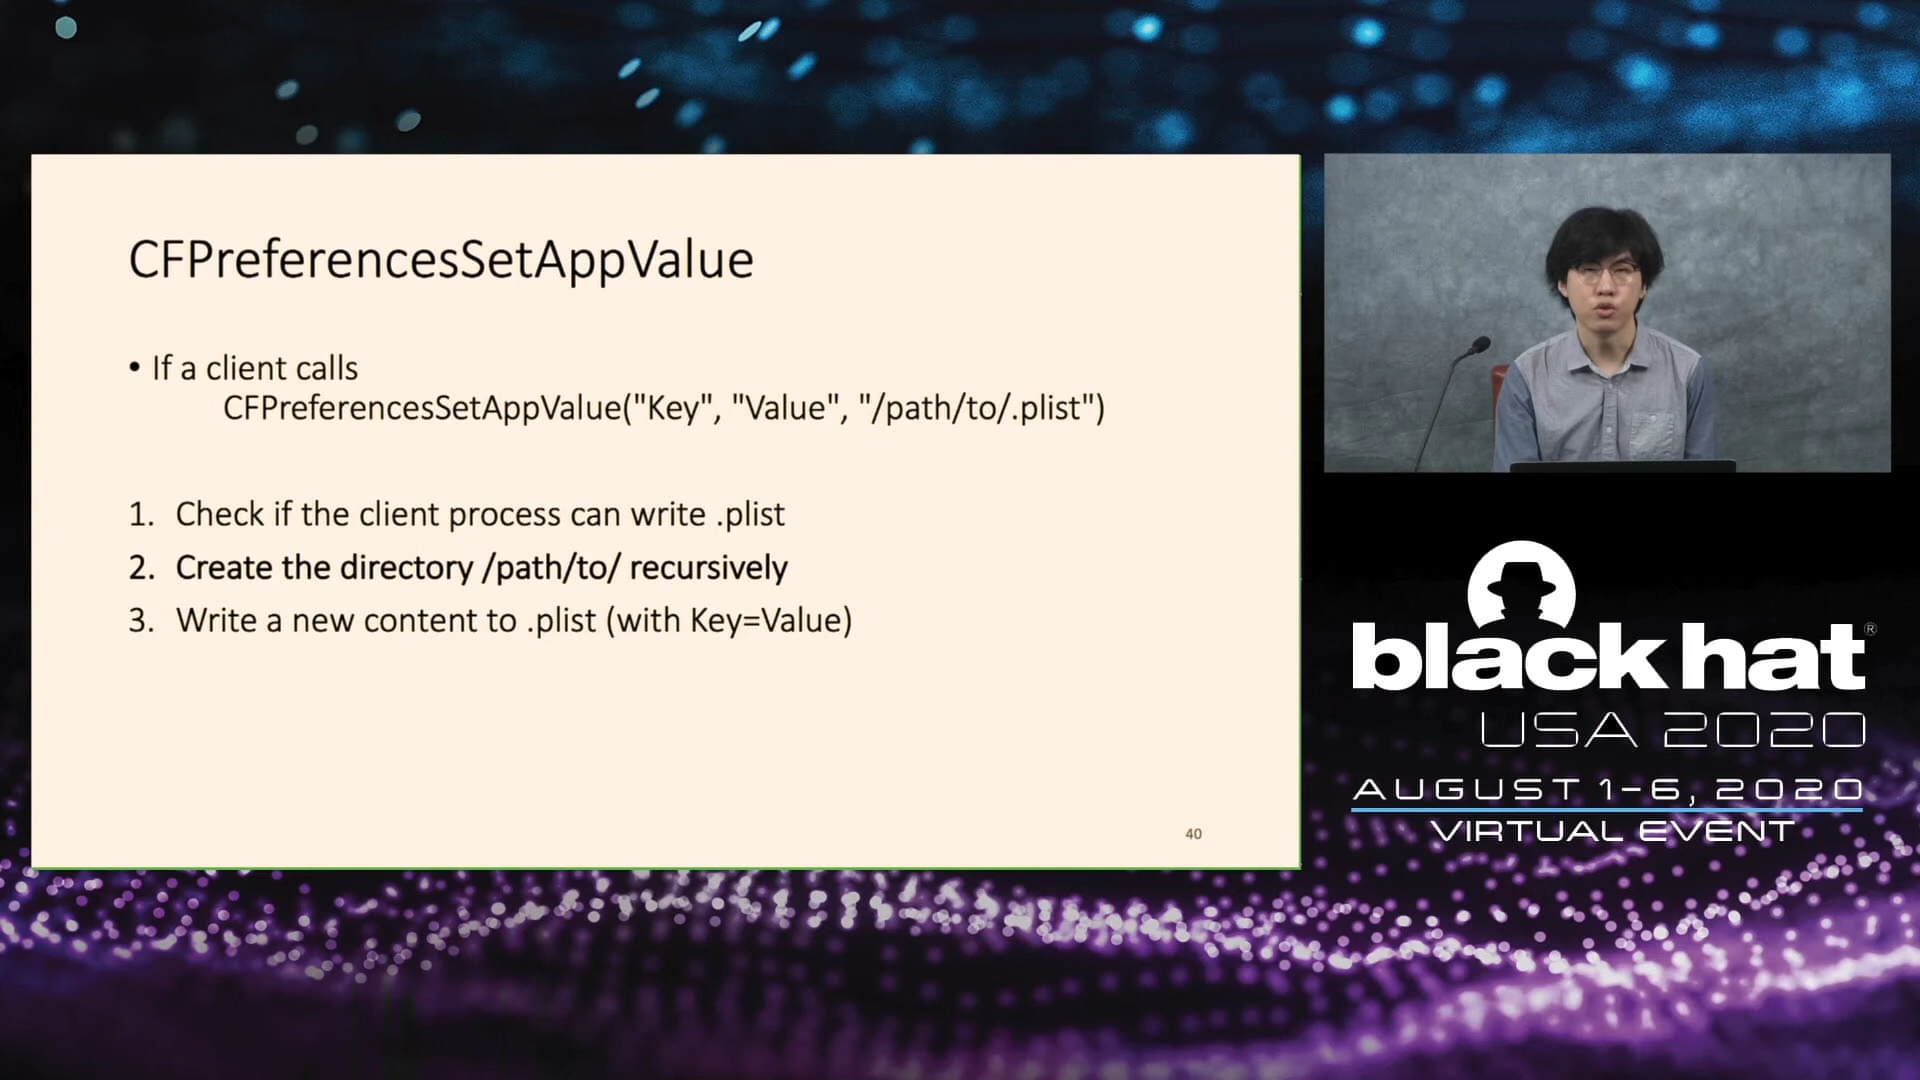 CFPreferencesSetAppValue
• If a client calls
CFPreferencesSetAppValue("Key", "Value", "/path/to/.plist")
1. Check if the client process can write .plist
2. Create the directory /path/to/ recursively
3. Write a new content to .plist (with Key=Value)
40
black hat®
USA 2020
AUGUST 1-6, 2020
VIRTUAL EVENT